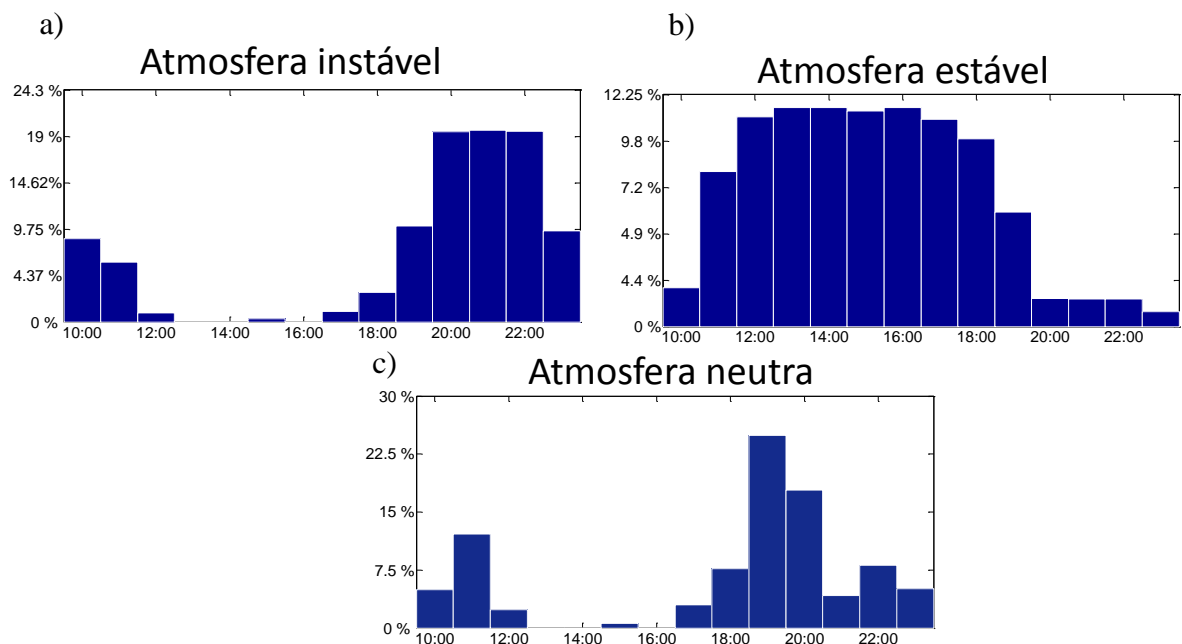 a)
Atmosfera instável
24.3 %
19 %
14.62%
9.75 %
4.37 %
0 %
10:00 12:00 14:00 16:00 18:00 20:00 22:00
b)
Atmosfera estável
12.25 %
9.8 %
7.2 %
4.9 %
4.4 %
0 %
10:00 12:00 14:00 16:00 18:00 20:00 22:00
c)
Atmosfera neutra
30 %
22.5 %
15 %
7.5 %
0 %
10:00 12:00 14:00 16:00 18:00 20:00 22:00